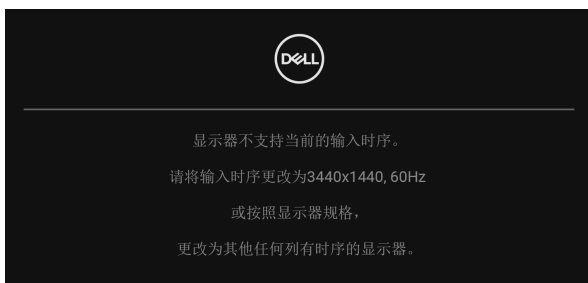 DELL
显示器不支持当前的输入时序。
请将输入时序更改为3440x1440, 60Hz
或按照显示器规格，
更改为其他任何列有时序的显示器。